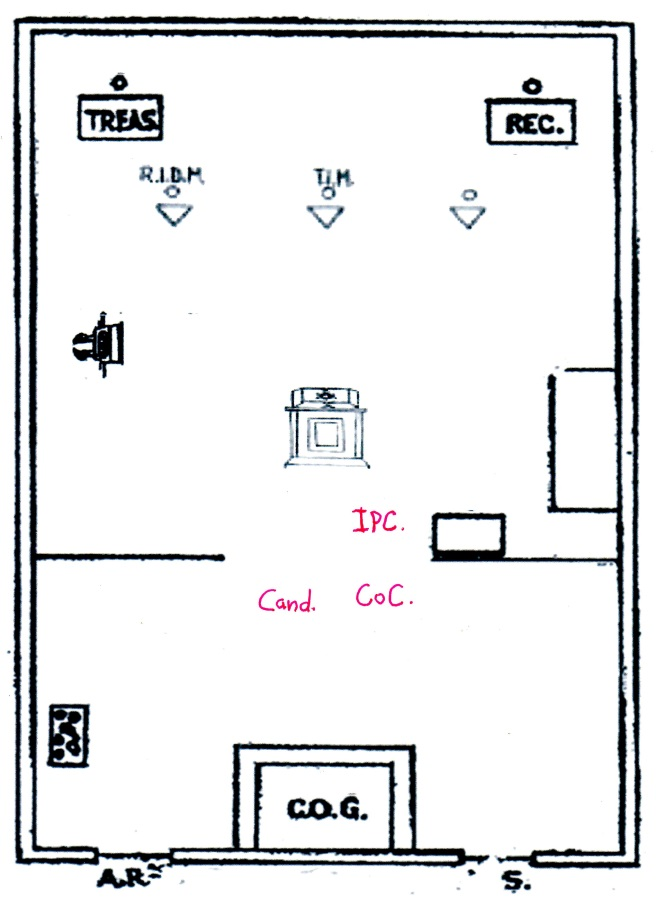 TREAS.
REC.
R.I.D.M.
T.I.M.
IPC.
Cand.
CoC.
C.O.G.
A.R.
S.